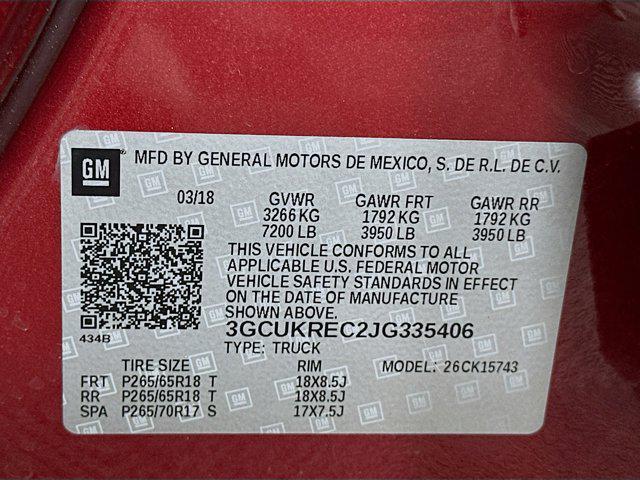 GM MFD BY GENERAL MOTORS DE MEXICO, S. DE R.L. DE C.V.
03/18 GVWR GAWR FRT GAWR RR
3266 KG 1792 KG 1792 KG
7200 LB 3950 LB 3950 LB
THIS VEHICLE CONFORMS TO ALL
APPLICABLE U.S. FEDERAL MOTOR
VEHICLE SAFETY STANDARDS IN EFFECT
ON THE DATE OF MANUFACTURE
SHOWN ABOVE.
434B 3GCUKREC2JG335406
TYPE: TRUCK
TIRE SIZE RIM MODEL: 26CK15743
FRT P265/65R18 T 18X8.5J
RR P265/65R18 T 18X8.5J
SPA P265/70R17 S 17X7.5J